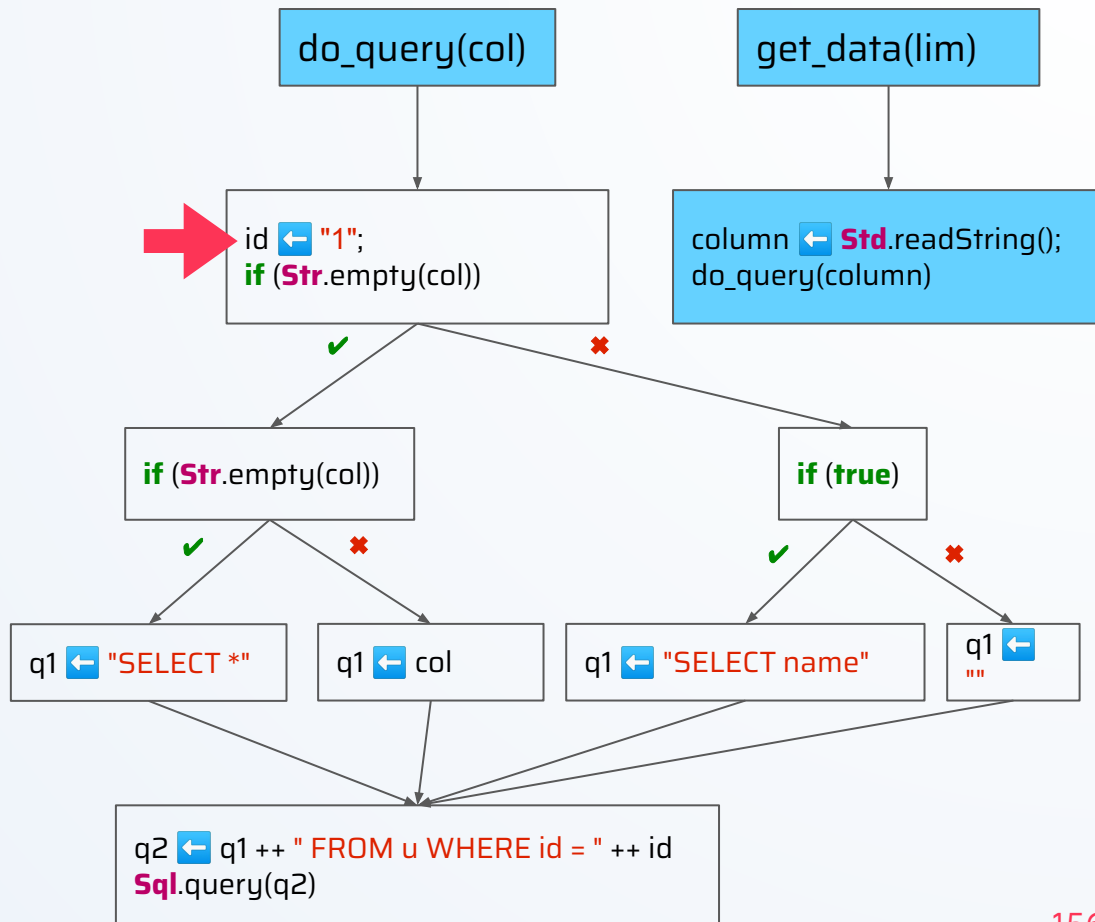 do_query(col)
get_data(lim)
id ⬅ "1";
if (Str.empty(col))
column ⬅ Std.readString();
do_query(column)
✔
✖
if (Str.empty(col))
if (true)
✔
✖
✔
✖
q1 ⬅ "SELECT *"
q1 ⬅ col
q1 ⬅ "SELECT name"
q1 ⬅
""
q2 ⬅ q1 ++ " FROM u WHERE id = " ++ id
Sql.query(q2)